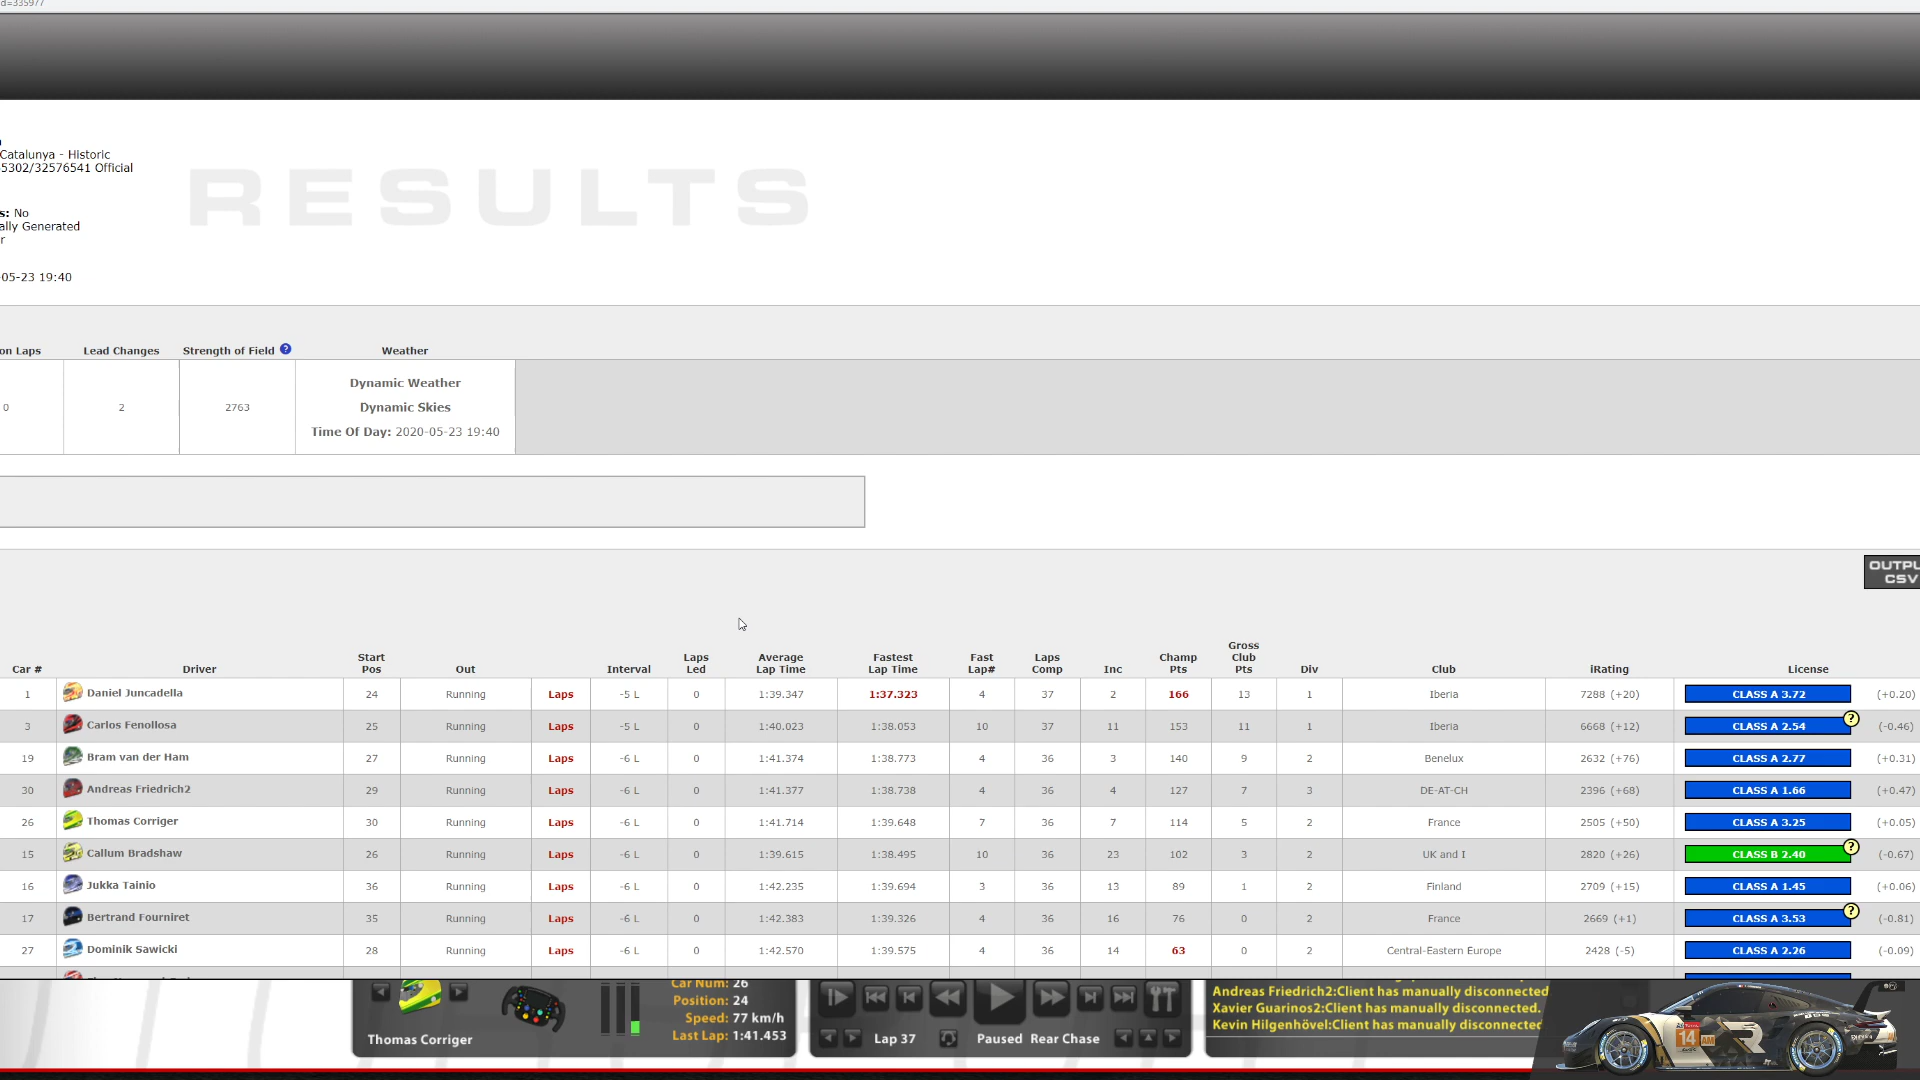 d=335977
Catalunya - Historic
5302/32576541 Official
RESULTS
s: No
ally Generated
r
05-23 19:40
on Laps Lead Changes Strength of Field ? Weather
0 2 2763 Dynamic Weather
Dynamic Skies
Time Of Day: 2020-05-23 19:40
OUTPU
CSV
Car # Driver Start Pos Out Interval Laps Led Average Lap Time Fastest Lap Time Fast Lap# Laps Comp Inc Champ Pts Gross Club Pts Div Club iRating License
1 Daniel Juncadella 24 Running Laps -5 L 0 1:39.347 1:37.323 4 37 2 166 13 1 Iberia 7288 (+20) CLASS A 3.72 (+0.20)
3 Carlos Fenollosa 25 Running Laps -5 L 0 1:40.023 1:38.053 10 37 11 153 11 1 Iberia 6668 (+12) CLASS A 2.54 ? (-0.46)
19 Bram van der Ham 27 Running Laps -6 L 0 1:41.374 1:38.773 4 36 3 140 9 2 Benelux 2632 (+76) CLASS A 2.77 (+0.31)
30 Andreas Friedrich2 29 Running Laps -6 L 0 1:41.377 1:38.738 4 36 4 127 7 3 DE-AT-CH 2396 (+68) CLASS A 1.66 (+0.47)
26 Thomas Corriger 30 Running Laps -6 L 0 1:41.714 1:39.648 7 36 7 114 5 2 France 2505 (+50) CLASS A 3.25 (+0.05)
15 Callum Bradshaw 26 Running Laps -6 L 0 1:39.615 1:38.495 10 36 23 102 3 2 UK and I 2820 (+26) CLASS B 2.40 ? (-0.67)
16 Jukka Tainio 36 Running Laps -6 L 0 1:42.235 1:39.694 3 36 13 89 1 2 Finland 2709 (+15) CLASS A 1.45 (+0.06)
17 Bertrand Fourniret 35 Running Laps -6 L 0 1:42.383 1:39.326 4 36 16 76 0 2 France 2669 (+1) CLASS A 3.53 ? (-0.81)
27 Dominik Sawicki 28 Running Laps -6 L 0 1:42.570 1:39.575 4 36 14 63 0 2 Central-Eastern Europe 2428 (-5) CLASS A 2.26 (-0.09)
Car Num: 26
Position: 24
Speed: 77 km/h
Last Lap: 1:41.453
Thomas Corriger
Lap 37 Paused Rear Chase
Andreas Friedrich2:Client has manually disconnected
Xavier Guarinos2:Client has manually disconnected.
Kevin Hilgenhövel:Client has manually disconnected
14 AM